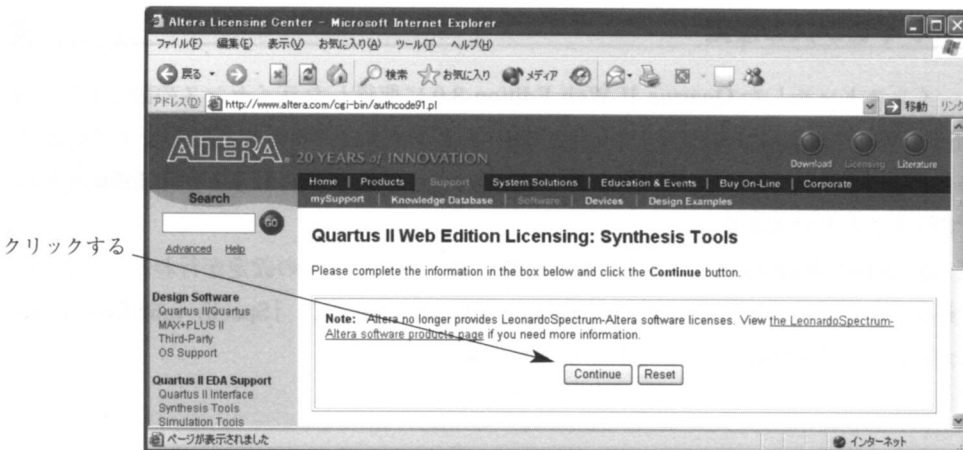 Altera Licensing Center - Microsoft Internet Explorer
ファイル(F) 編集(E) 表示(V) お気に入り(A) ツール(T) ヘルプ(H)
戻る 検索 お気に入り メディア
アドレス(D) http://www.altera.com/cgi-bin/authcode91.pl 移動 リンク
ALTERA® 20 YEARS of INNOVATION
Download Licensing Literature
Home | Products | Support | System Solutions | Education & Events | Buy On-Line | Corporate
mySupport | Knowledge Database | Software | Devices | Design Examples
Search
GO
Advanced Help
クリックする
Design Software
Quartus II/Quartus
MAX+PLUS II
Third-Party
OS Support
Quartus II EDA Support
Quartus II Interface
Synthesis Tools
Simulation Tools
Quartus II Web Edition Licensing: Synthesis Tools
Please complete the information in the box below and click the Continue button.
Note: Altera no longer provides LeonardoSpectrum-Altera software licenses. View the LeonardoSpectrum-
Altera software products page if you need more information.
Continue Reset
ページが表示されました インターネット